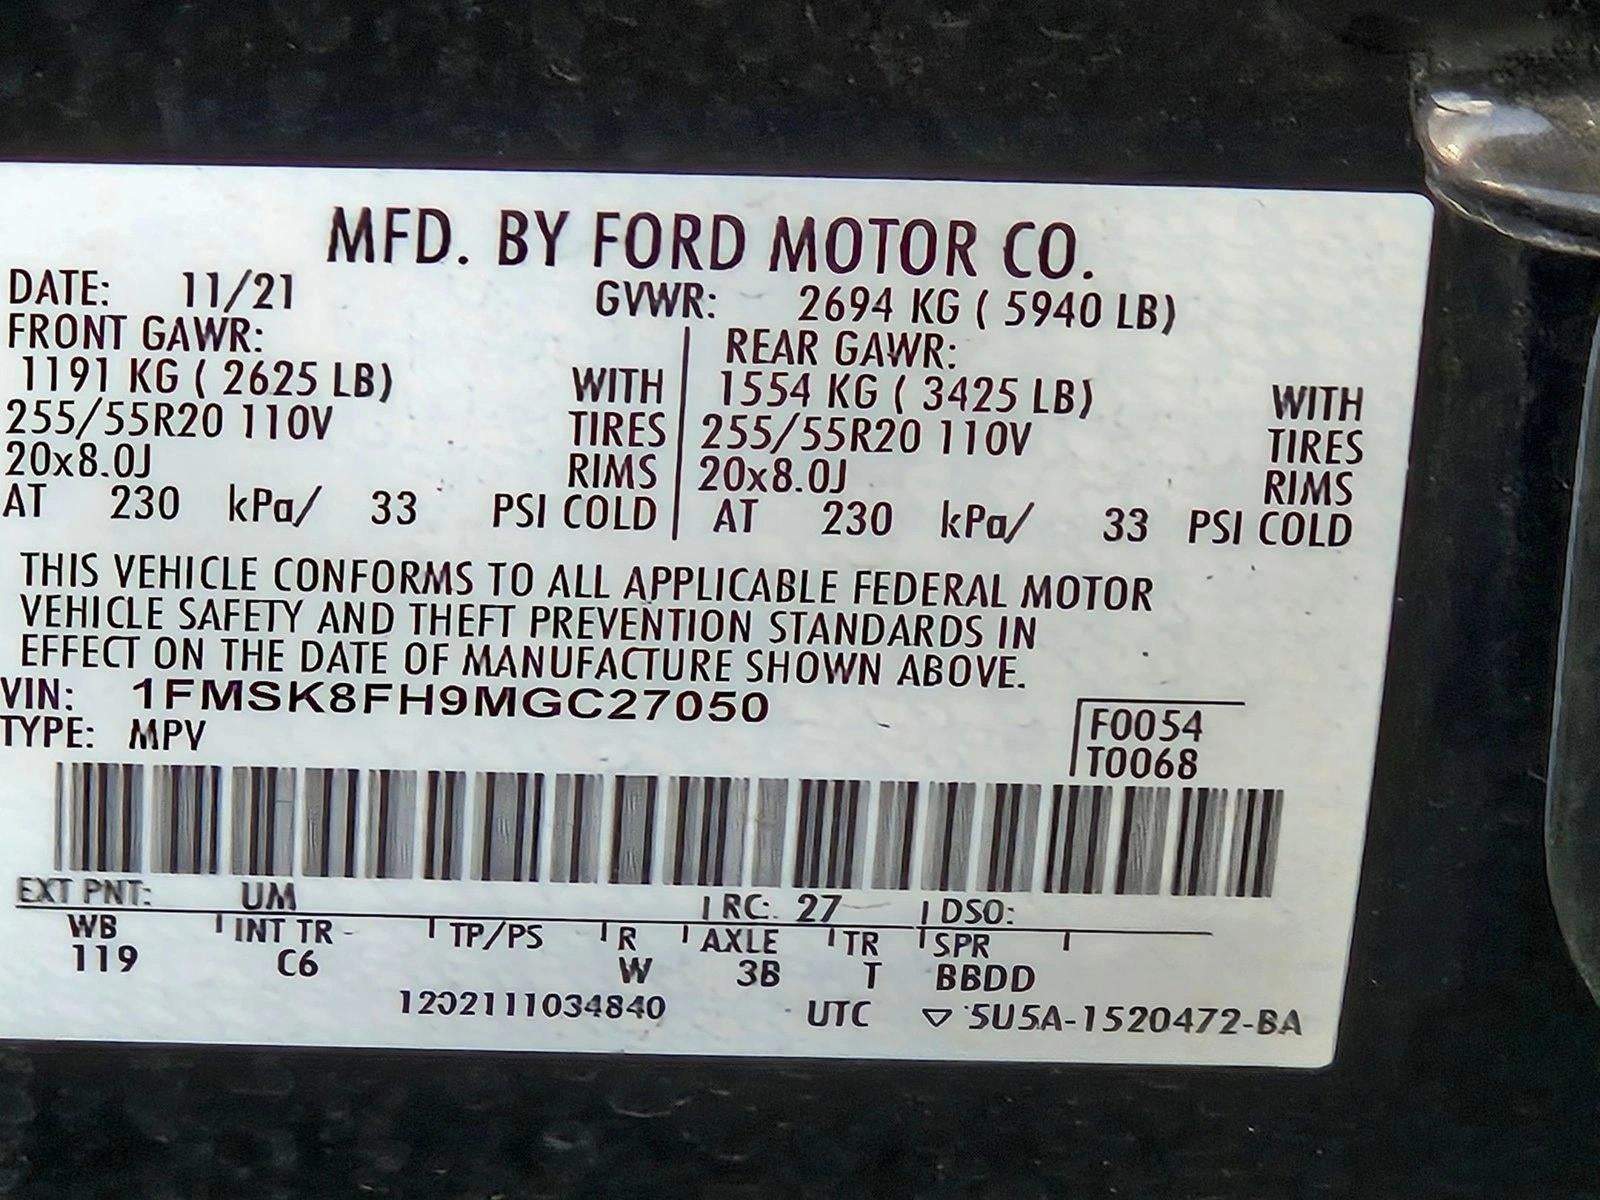 MFD. BY FORD MOTOR CO.
DATE: 11/21 GVWR: 2694 KG ( 5940 LB)
FRONT GAWR: REAR GAWR:
1191 KG ( 2625 LB) WITH 1554 KG ( 3425 LB) WITH
255/55R20 110V TIRES 255/55R20 110V TIRES
20x8.0J RIMS 20x8.0J RIMS
AT 230 kPa/ 33 PSI COLD AT 230 kPa/ 33 PSI COLD
THIS VEHICLE CONFORMS TO ALL APPLICABLE FEDERAL MOTOR
VEHICLE SAFETY AND THEFT PREVENTION STANDARDS IN
EFFECT ON THE DATE OF MANUFACTURE SHOWN ABOVE.
VIN: 1FMSK8FH9MGC27050
F0054
TYPE: MPV
T0068
EXT PNT: UM RC: 27 DSO:
WB INT TR TP/PS R AXLE TR SPR
119 C6 W 3B T BBDD
1202111034840 UTC ▽ 5U5A-1520472-BA